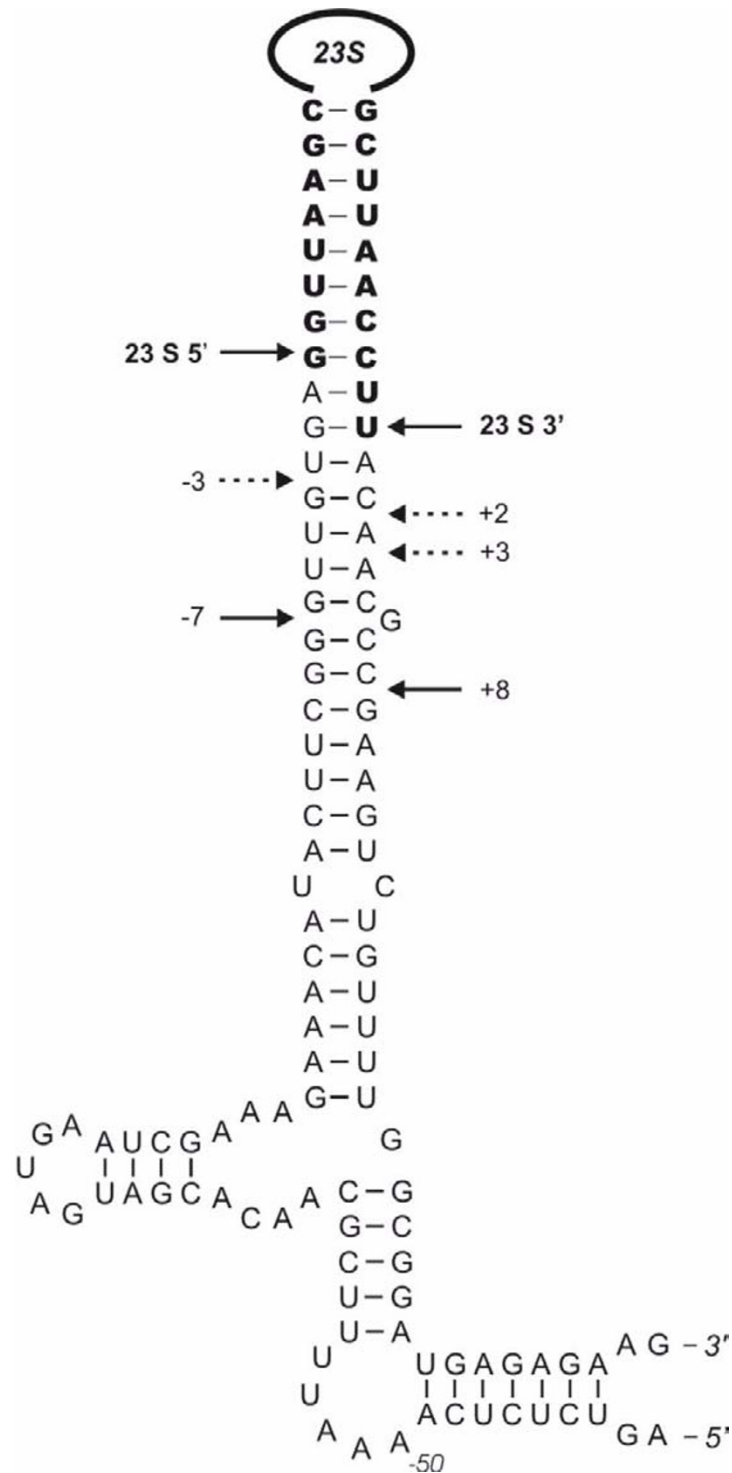 23S
C – G
G – C
A – U
A – U
U – A
U – A
G – C
23 S 5' G – C
A – U
G – U 23 S 3'
U – A
-3
G – C
+2
U – A
+3
U – A
G – C
-7 G
G – C
G – C
+8
C – G
U – A
U – A
C – G
A – U
U C
A – U
C – G
A – U
A – U
A – U
G – U
G A A U C G A A A G
U A G U A G C A C A A C – G
G – C
C – G
U – G
U – A
U U G A G A G A A G – 3'
U A C U C U C U G A – 5'
U A A A
-50